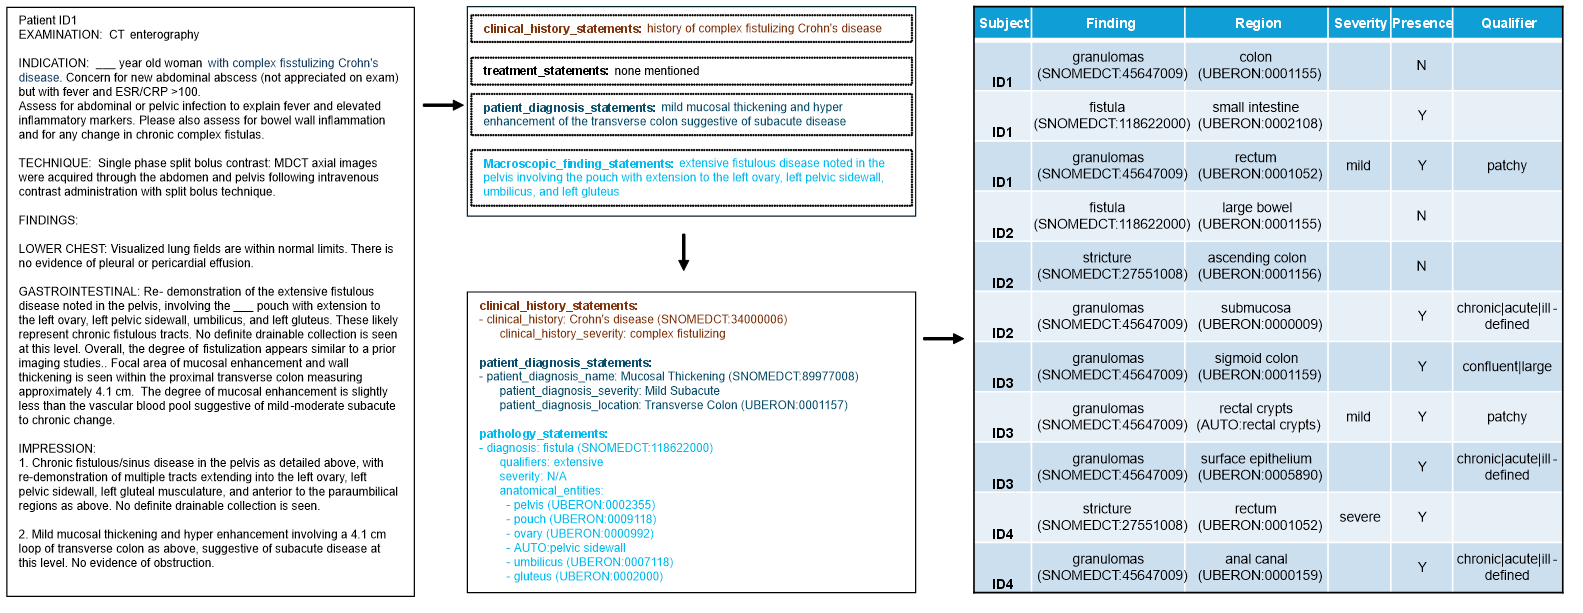 Patient ID1
EXAMINATION: CT enterography
INDICATION: ___ year old woman with complex fisstulizing Crohn's
disease. Concern for new abdominal abscess (not appreciated on exam)
but with fever and ESR/CRP >100.
Assess for abdominal or pelvic infection to explain fever and elevated
inflammatory markers. Please also assess for bowel wall inflammation
and for any change in chronic complex fistulas.
TECHNIQUE: Single phase split bolus contrast: MDCT axial images
were acquired through the abdomen and pelvis following intravenous
contrast administration with split bolus technique.
FINDINGS:
LOWER CHEST: Visualized lung fields are within normal limits. There is
no evidence of pleural or pericardial effusion.
GASTROINTESTINAL: Re- demonstration of the extensive fistulous
disease noted in the pelvis, involving the ___ pouch with extension to
the left ovary, left pelvic sidewall, umbilicus, and left gluteus. These likely
represent chronic fistulous tracts. No definite drainable collection is seen
at this level. Overall, the degree of fistulization appears similar to a prior
imaging studies.. Focal area of mucosal enhancement and wall
thickening is seen within the proximal transverse colon measuring
approximately 4.1 cm. The degree of mucosal enhancement is slightly
less than the vascular blood pool suggestive of mild-moderate subacute
to chronic change.
IMPRESSION:
1. Chronic fistulous/sinus disease in the pelvis as detailed above, with
re-demonstration of multiple tracts extending into the left ovary, left
pelvic sidewall, left gluteal musculature, and anterior to the paraumbilical
regions as above. No definite drainable collection is seen.
2. Mild mucosal thickening and hyper enhancement involving a 4.1 cm
loop of transverse colon as above, suggestive of subacute disease at
this level. No evidence of obstruction.
clinical_history_statements: history of complex fistulizing Crohn's disease
treatment_statements: none mentioned
patient_diagnosis_statements: mild mucosal thickening and hyper
enhancement of the transverse colon suggestive of subacute disease
Macroscopic_finding_statements: extensive fistulous disease noted in the
pelvis involving the pouch with extension to the left ovary, left pelvic sidewall,
umbilicus, and left gluteus
clinical_history_statements:
- clinical_history: Crohn's disease (SNOMEDCT:34000006)
clinical_history_severity: complex fistulizing
patient_diagnosis_statements:
- patient_diagnosis_name: Mucosal Thickening (SNOMEDCT:89977008)
patient_diagnosis_severity: Mild Subacute
patient_diagnosis_location: Transverse Colon (UBERON:0001157)
pathology_statements:
- diagnosis: fistula (SNOMEDCT:118622000)
qualifiers: extensive
severity: N/A
anatomical_entities:
- pelvis (UBERON:0002355)
- pouch (UBERON:0009118)
- ovary (UBERON:0000992)
- AUTO:pelvic sidewall
- umbilicus (UBERON:0007118)
- gluteus (UBERON:0002000)
Subject Finding Region Severity Presence Qualifier
granulomas colon
ID1 (SNOMEDCT:45647009) (UBERON:0001155) N
fistula small intestine
ID1 (SNOMEDCT:118622000) (UBERON:0002108) Y
granulomas rectum
ID1 (SNOMEDCT:45647009) (UBERON:0001052) mild Y patchy
fistula large bowel
ID2 (SNOMEDCT:118622000) (UBERON:0001155) N
stricture ascending colon
ID2 (SNOMEDCT:27551008) (UBERON:0001156) N
granulomas submucosa chronic|acute|ill-
ID2 (SNOMEDCT:45647009) (UBERON:0000009) Y defined
granulomas sigmoid colon
ID3 (SNOMEDCT:45647009) (UBERON:0001159) Y confluent|large
granulomas rectal crypts
ID3 (SNOMEDCT:45647009) (AUTO:rectal crypts) mild Y patchy
granulomas surface epithelium chronic|acute|ill-
ID3 (SNOMEDCT:45647009) (UBERON:0005890) Y defined
stricture rectum
ID4 (SNOMEDCT:27551008) (UBERON:0001052) severe Y
granulomas anal canal chronic|acute|ill-
ID4 (SNOMEDCT:45647009) (UBERON:0000159) Y defined